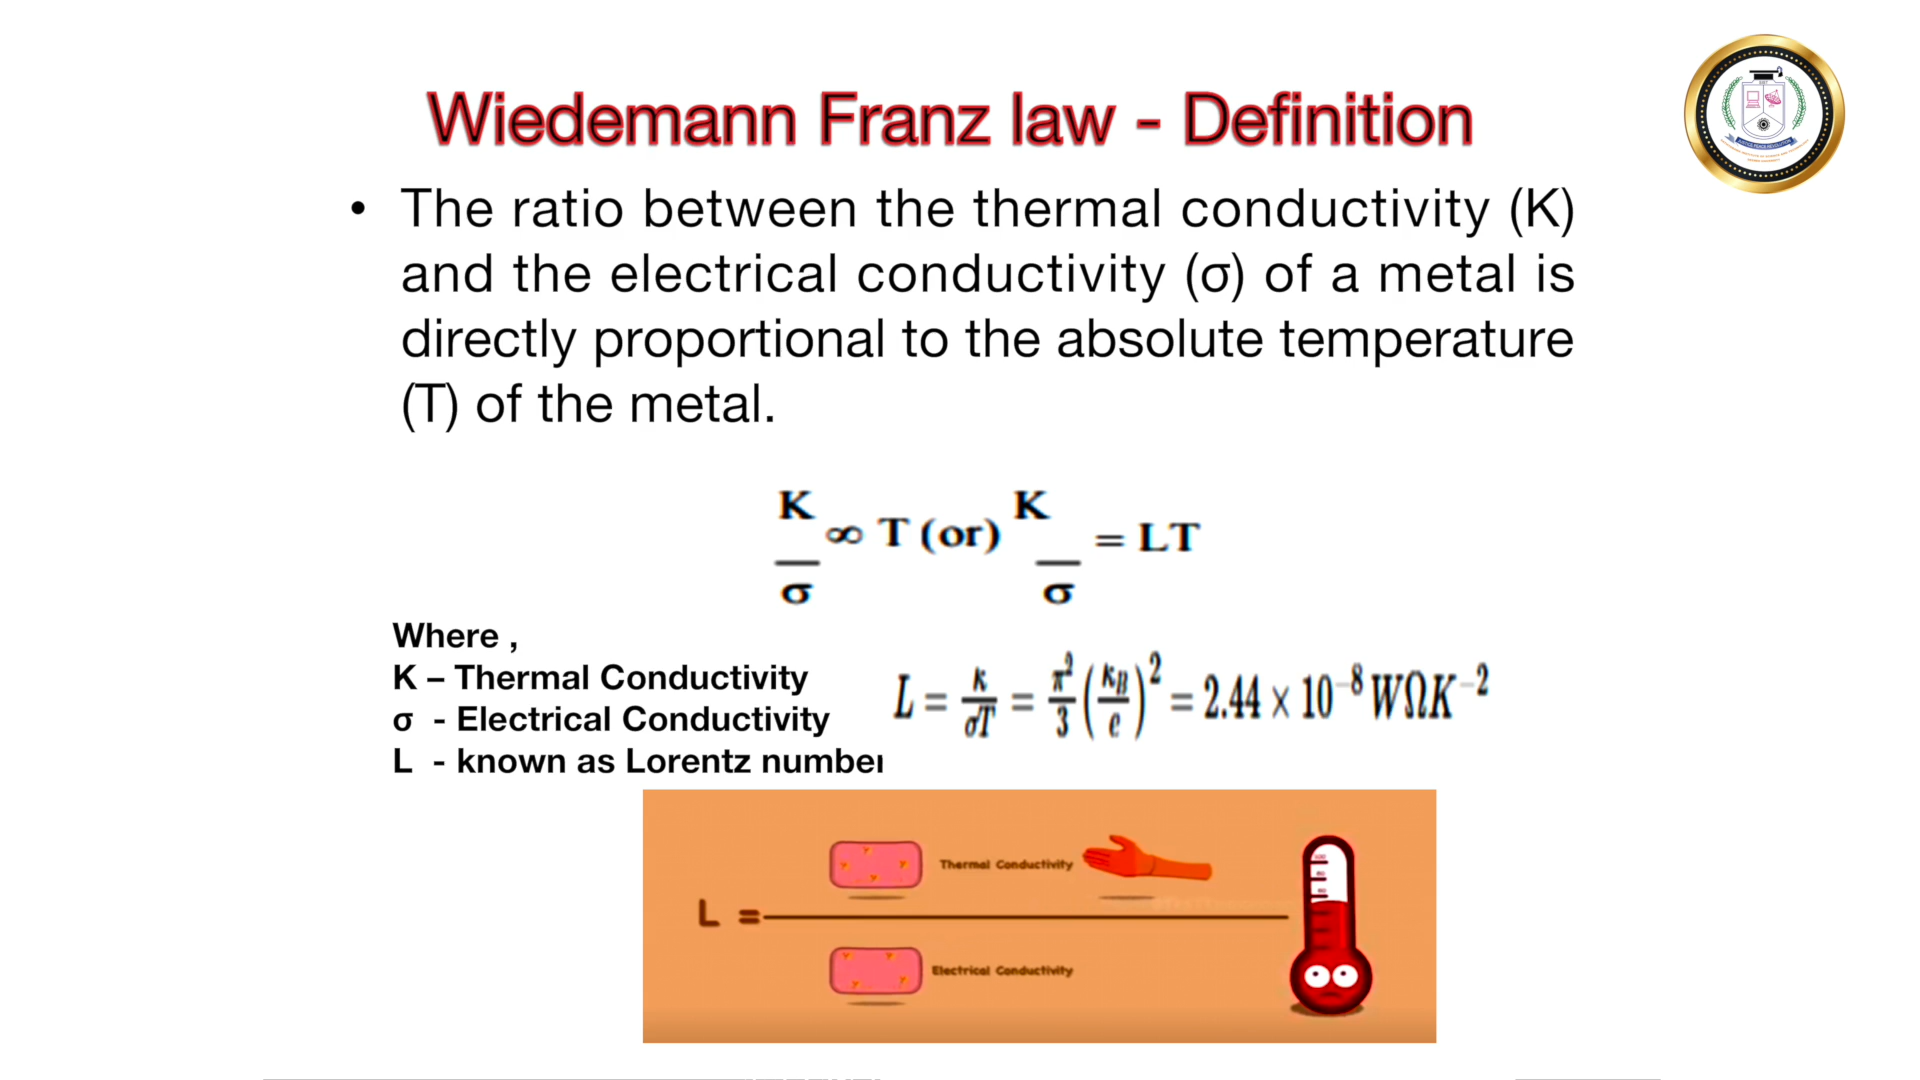 Wiedemann Franz law - Definition
• The ratio between the thermal conductivity (K)
and the electrical conductivity (σ) of a metal is
directly proportional to the absolute temperature
(T) of the metal.
K/σ ∞ T (or) K/σ = LT
Where ,
K – Thermal Conductivity
σ - Electrical Conductivity
L - known as Lorentz number
L = κ/σT = π²/3 (κB/e)² = 2.44 × 10⁻⁸ WΩK⁻²
Thermal Conductivity
L =
Electrical Conductivity